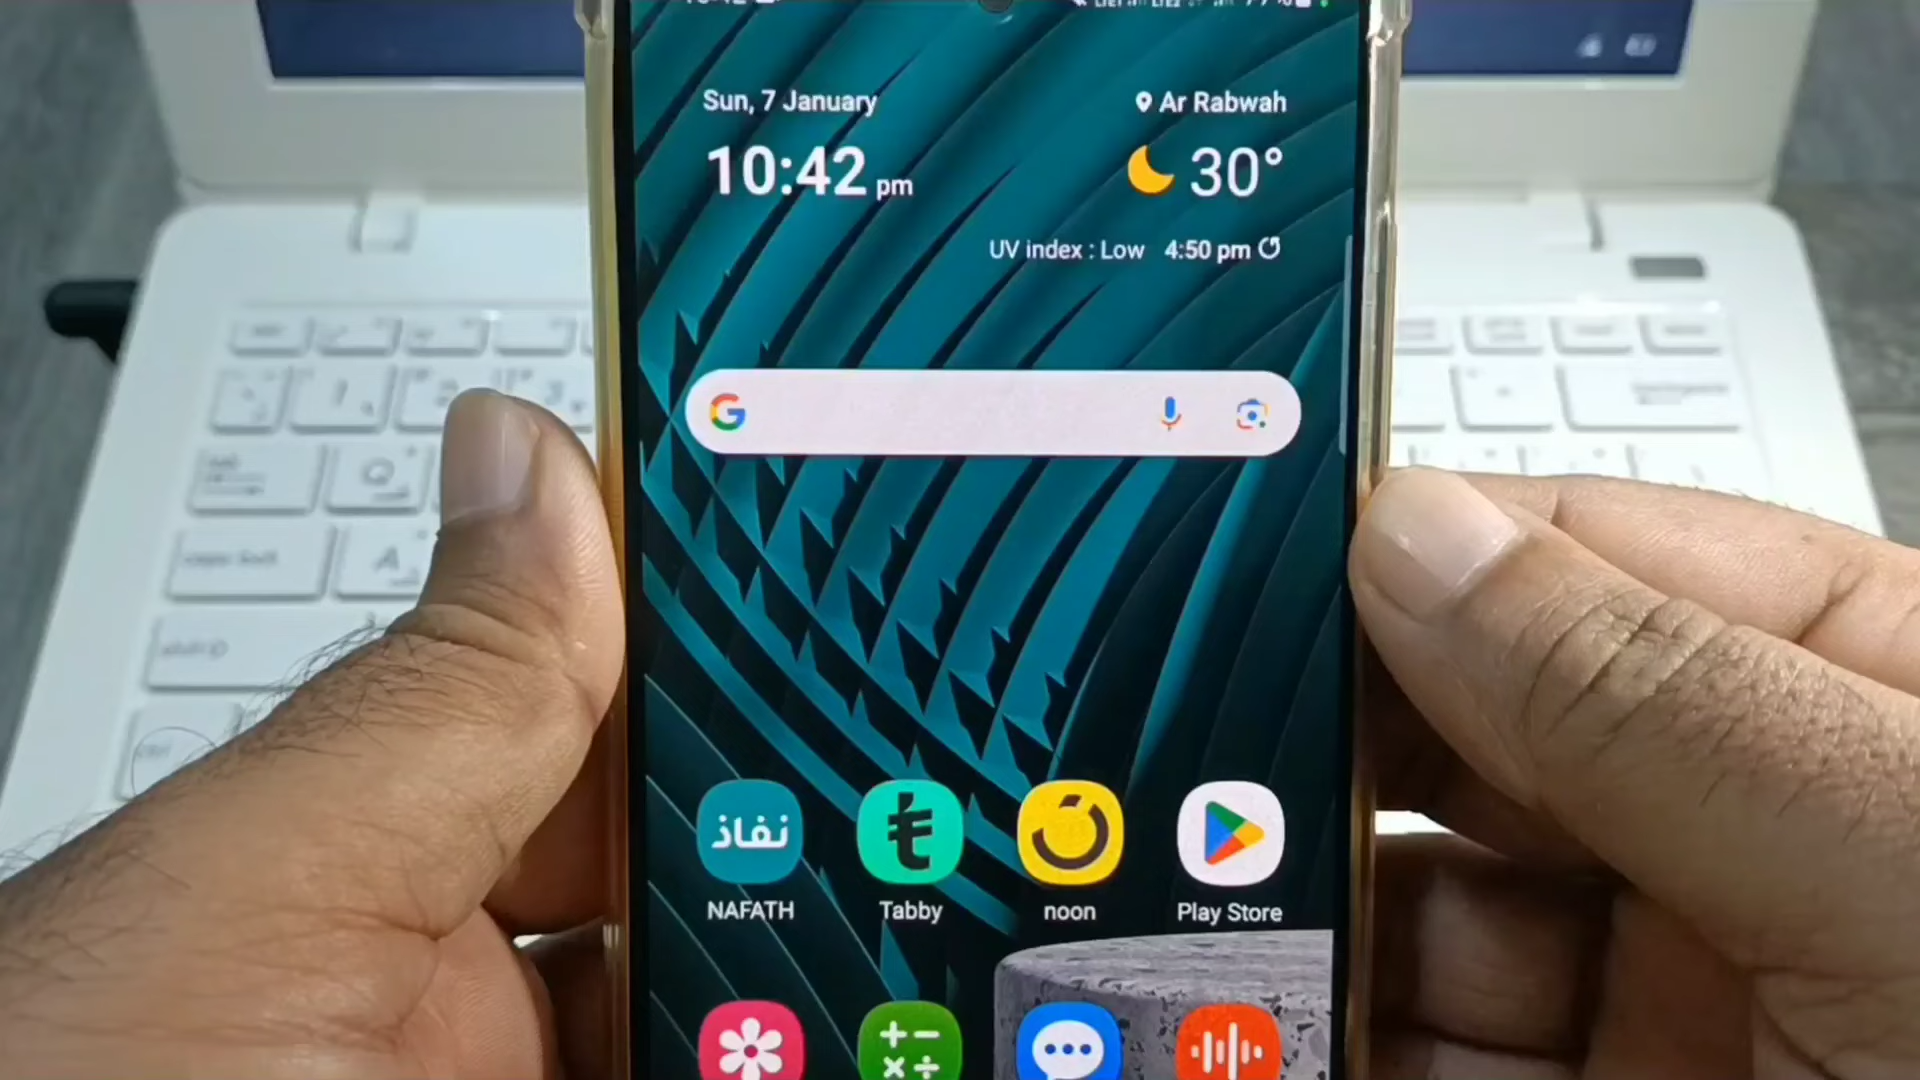 Sun, 7 January
Ar Rabwah
10:42 pm
30°
UV index : Low 4:50 pm
نفاذ
NAFATH
Tabby
noon
Play Store